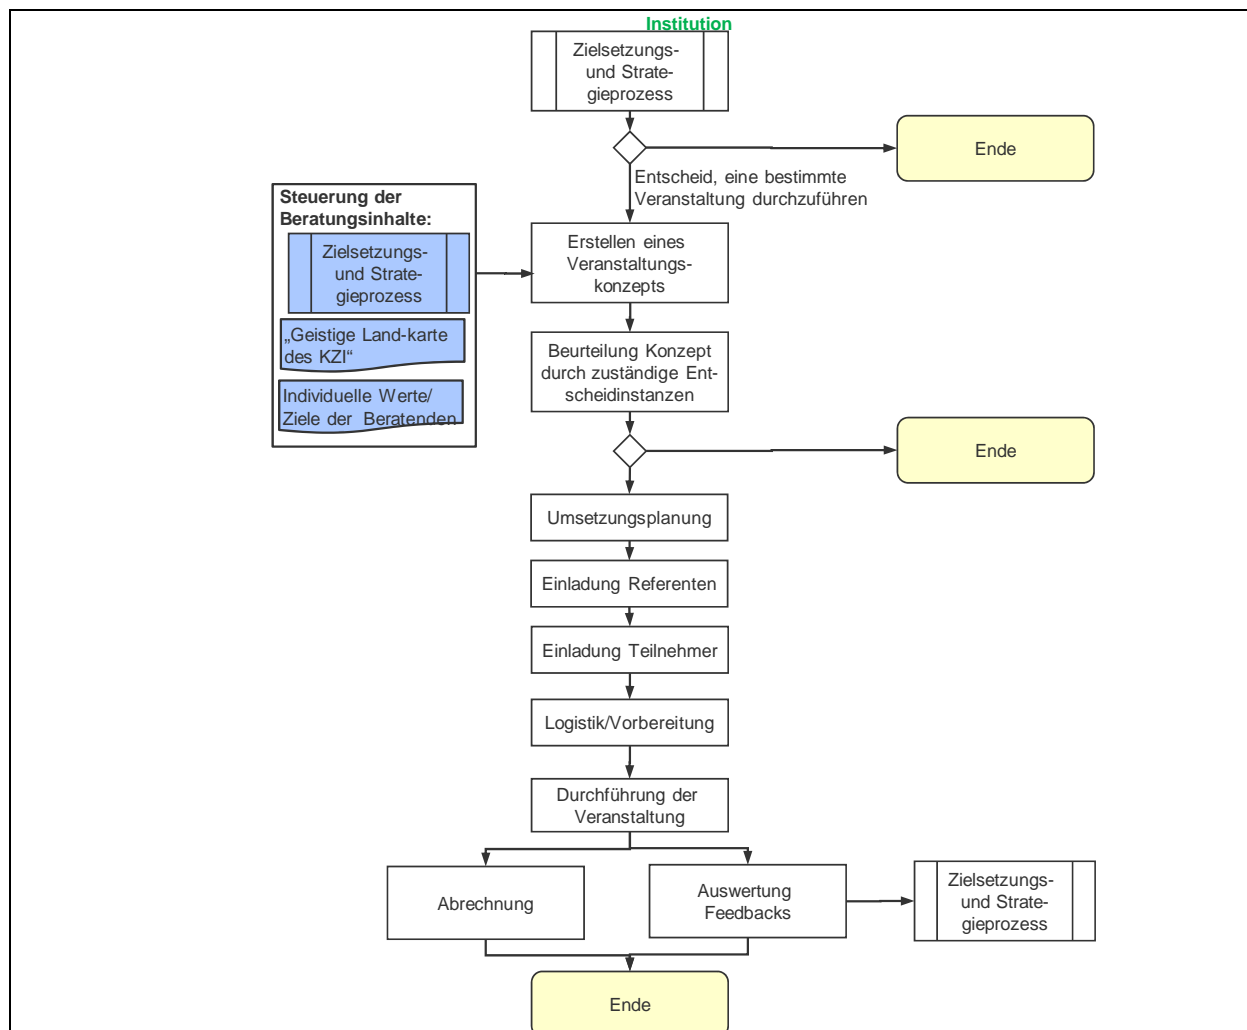 Institution
Zielsetzungs-
und Strate-
gieprozess
Ende
Entscheid, eine bestimmte
Veranstaltung durchzuführen
Steuerung der
Beratungsinhalte:
Zielsetzungs-
und Strate-
gieprozess
„Geistige Land-karte
des KZI“
Individuelle Werte/
Ziele der Beratenden
Erstellen eines
Veranstaltungs-
konzepts
Beurteilung Konzept
durch zuständige Ent-
scheidinstanzen
Ende
Umsetzungsplanung
Einladung Referenten
Einladung Teilnehmer
Logistik/Vorbereitung
Durchführung der
Veranstaltung
Abrechnung
Auswertung
Feedbacks
Zielsetzungs-
und Strate-
gieprozess
Ende